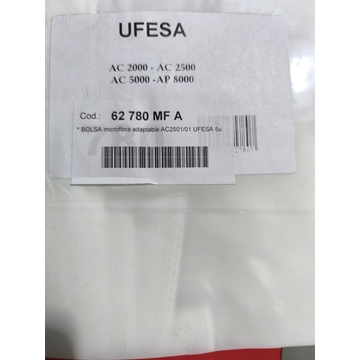 UFESA
AC 2000 - AC 2500
AC 5000 -AP 8000
Cod.: 62 780 MF A
* BOLSA microfibra adaptable AC2501/01 UFESA 5u